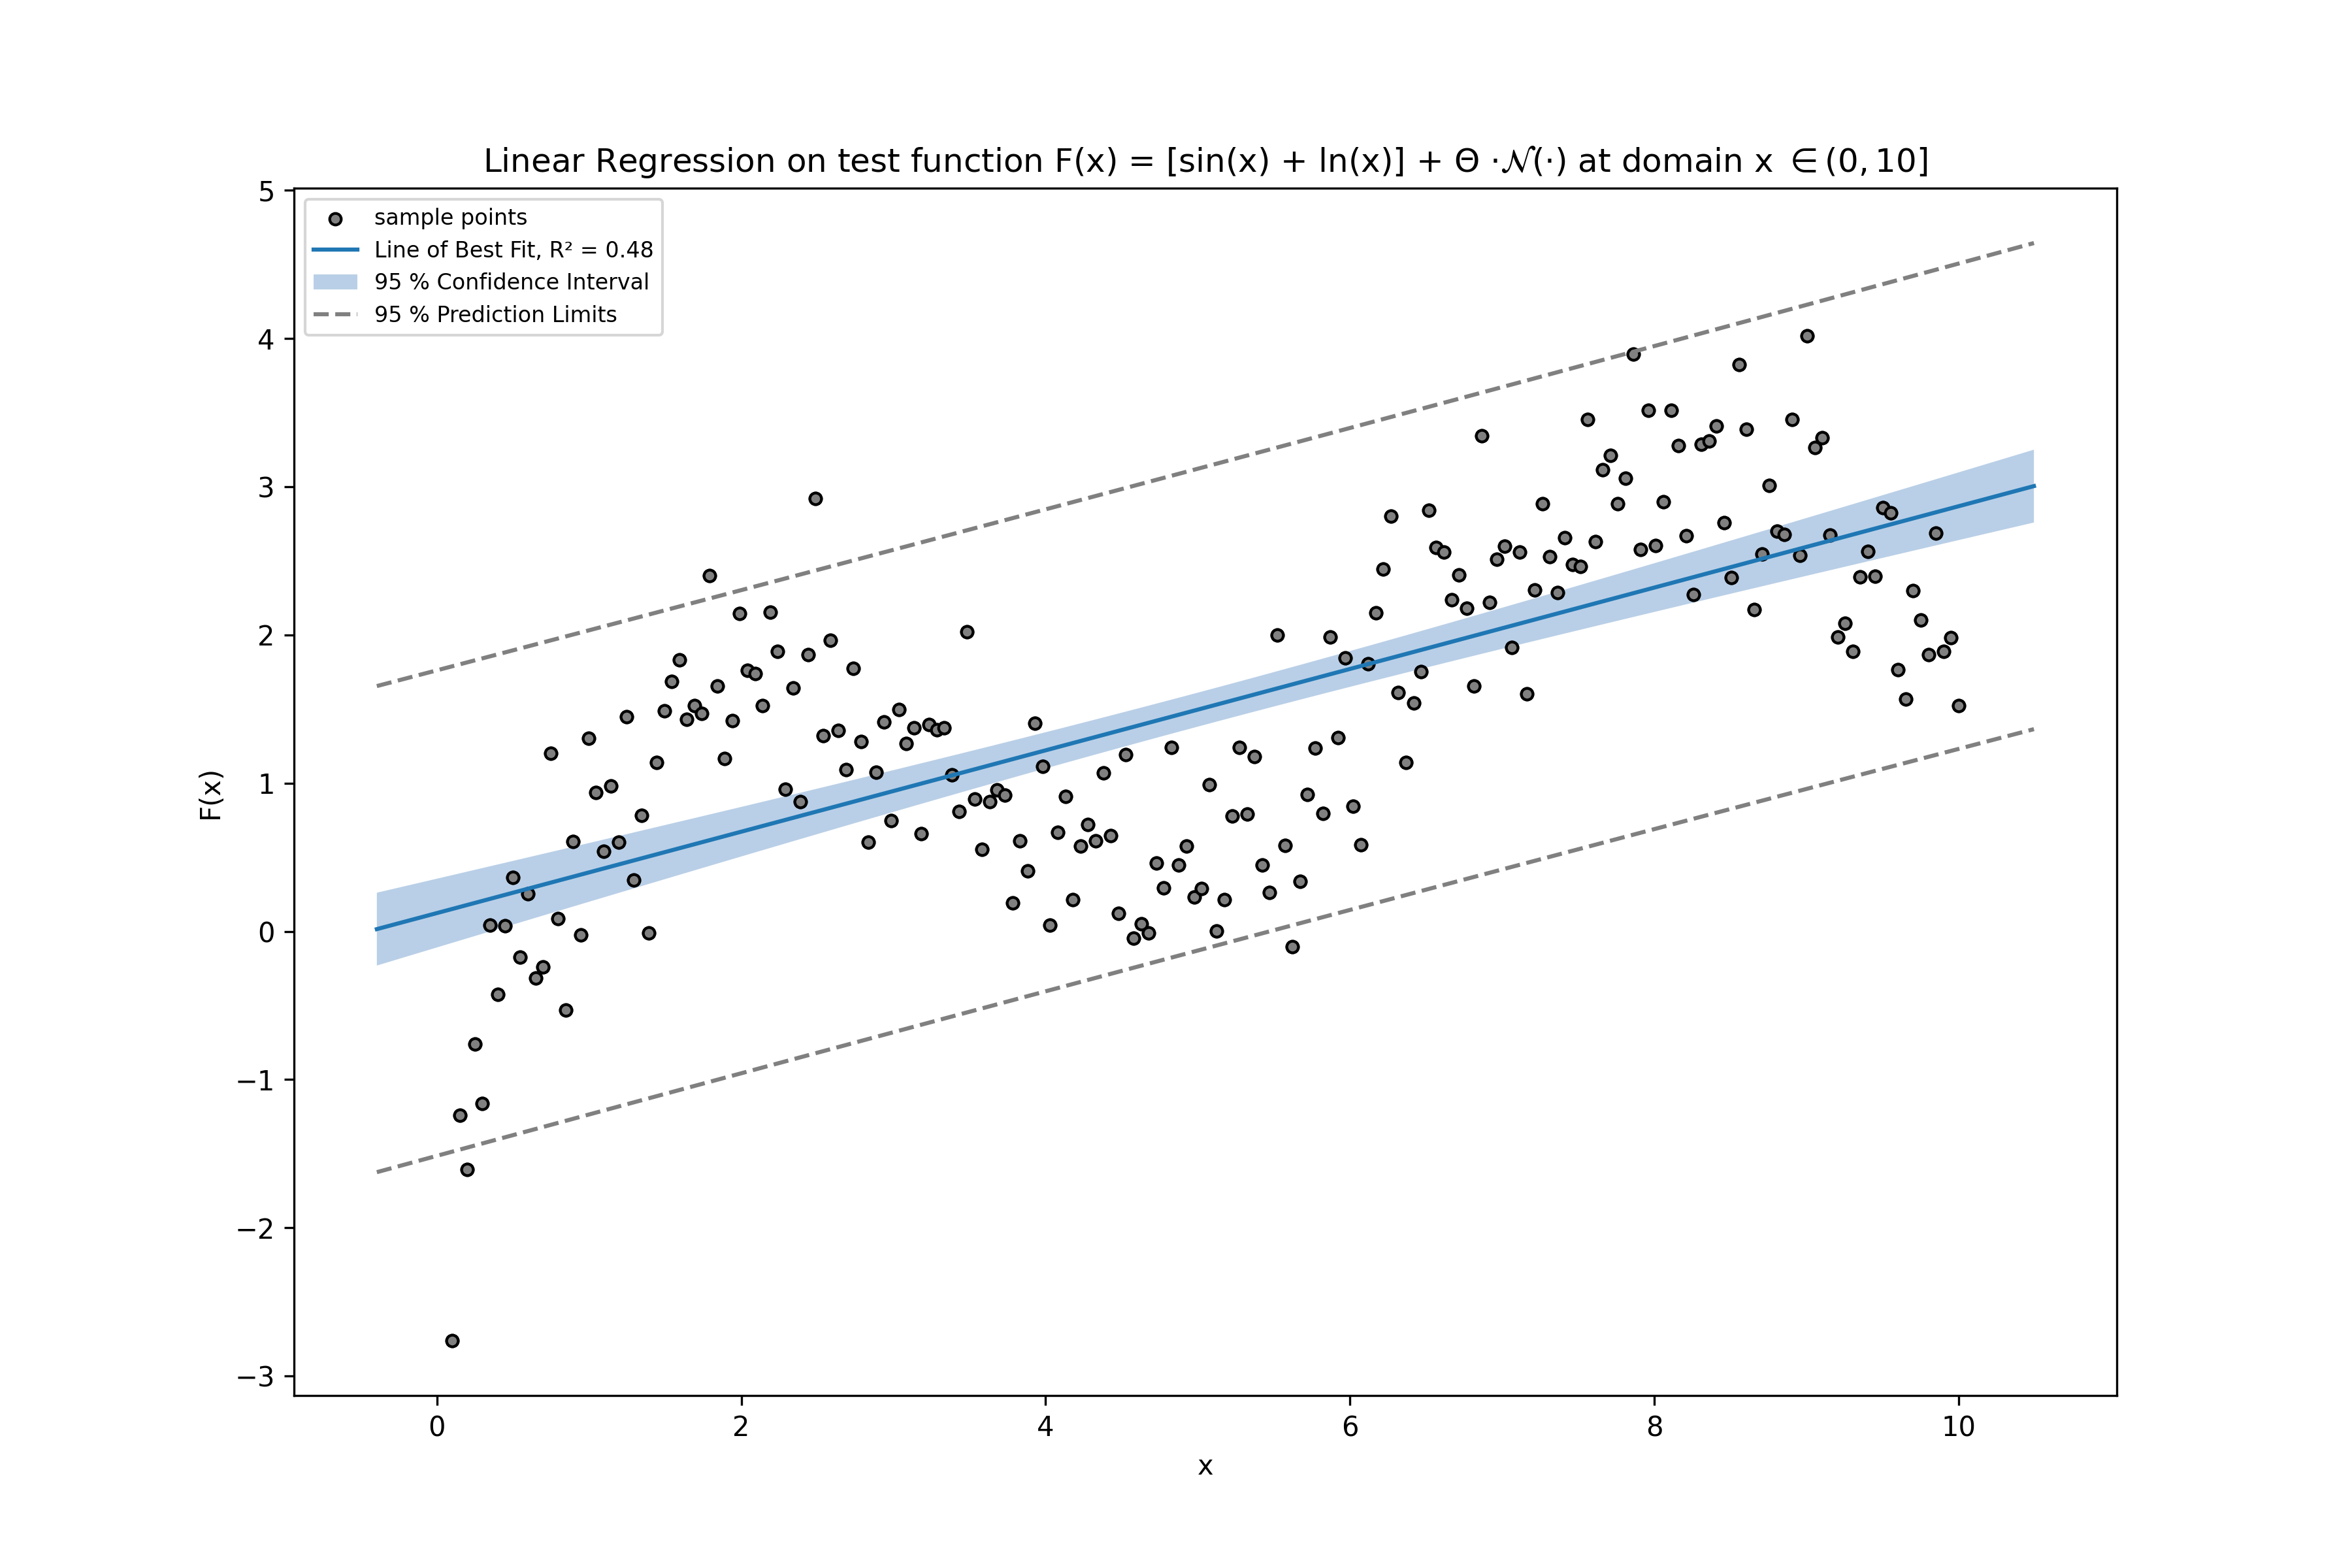 Linear Regression on test function F(x) = [sin(x) + ln(x)] + Θ ·𝒩(·) at domain x ∈ (0, 10]
5
sample points
Line of Best Fit, R² = 0.48
95 % Confidence Interval
95 % Prediction Limits
4
3
2
1
0
−1
−2
−3
F(x)
0 2 4 6 8 10
x